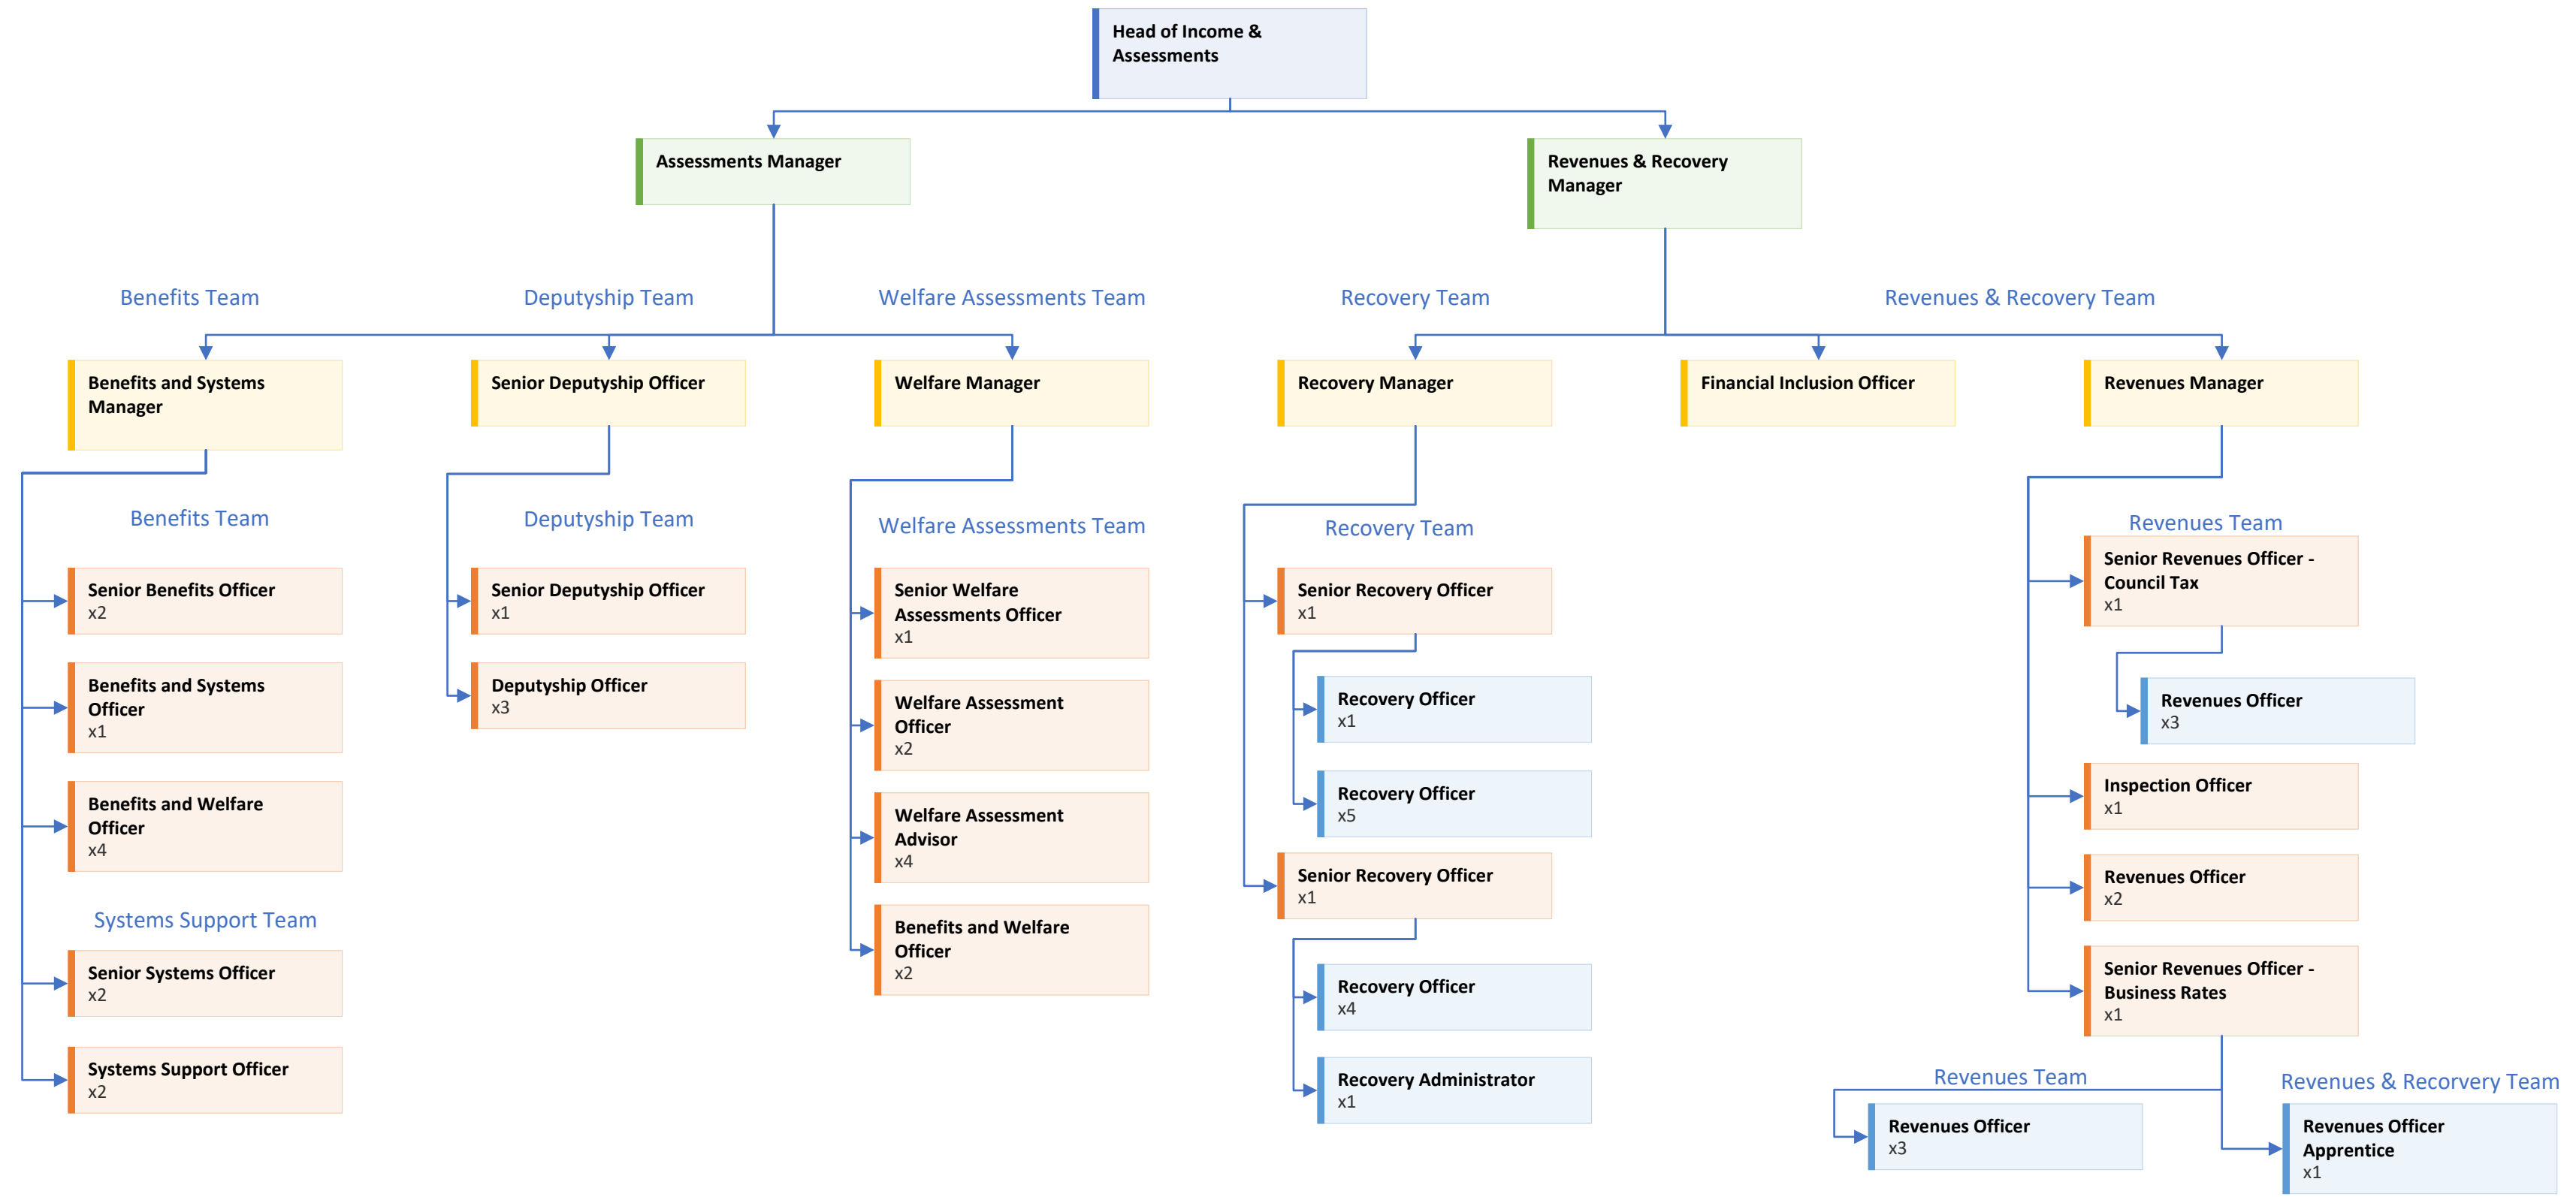 Head of Income &
Assessments
Assessments Manager
Revenues & Recovery
Manager
Benefits Team
Deputyship Team
Welfare Assessments Team
Recovery Team
Revenues & Recovery Team
Benefits and Systems
Manager
Senior Deputyship Officer
Welfare Manager
Recovery Manager
Financial Inclusion Officer
Revenues Manager
Benefits Team
Senior Benefits Officer
x2
Benefits and Systems
Officer
x1
Benefits and Welfare
Officer
x4
Systems Support Team
Senior Systems Officer
x2
Systems Support Officer
x2
Deputyship Team
Senior Deputyship Officer
x1
Deputyship Officer
x3
Welfare Assessments Team
Senior Welfare
Assessments Officer
x1
Welfare Assessment
Officer
x2
Welfare Assessment
Advisor
x4
Benefits and Welfare
Officer
x2
Recovery Team
Senior Recovery Officer
x1
Recovery Officer
x1
Recovery Officer
x5
Senior Recovery Officer
x1
Recovery Officer
x4
Recovery Administrator
x1
Revenues Team
Senior Revenues Officer -
Council Tax
x1
Revenues Officer
x3
Inspection Officer
x1
Revenues Officer
x2
Senior Revenues Officer -
Business Rates
x1
Revenues Team
Revenues Officer
x3
Revenues & Recorvery Team
Revenues Officer
Apprentice
x1